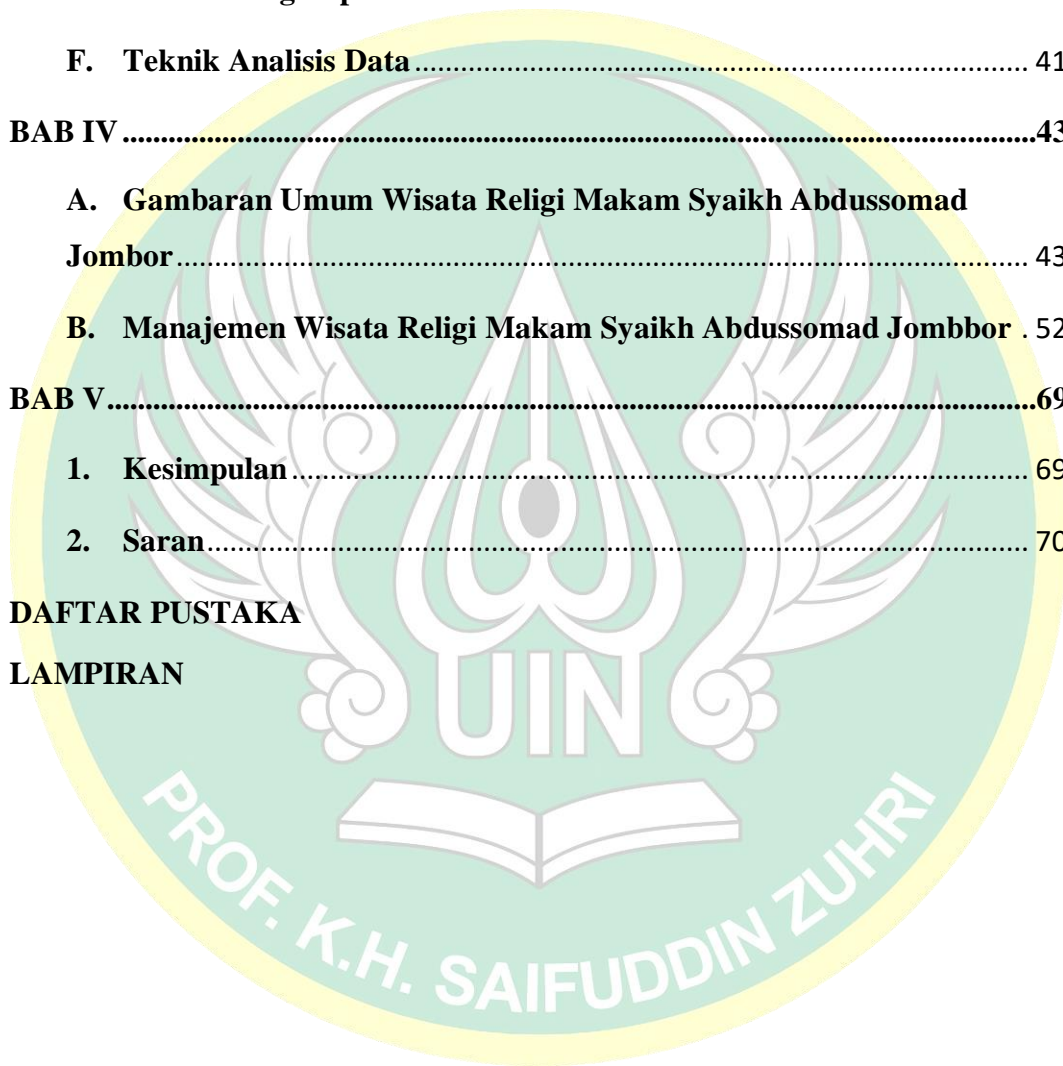 F. Teknik Analisis Data ........................................ 41
BAB IV ........................................ 43
A. Gambaran Umum Wisata Religi Makam Syaikh Abdussomad
Jombor ........................................ 43
B. Manajemen Wisata Religi Makam Syaikh Abdussomad Jombbor . 52
BAB V ........................................ 69
1. Kesimpulan ........................................ 69
2. Saran ........................................ 70
DAFTAR PUSTAKA
LAMPIRAN
UIN
PROF. K.H. SAIFUDDIN ZUHRI